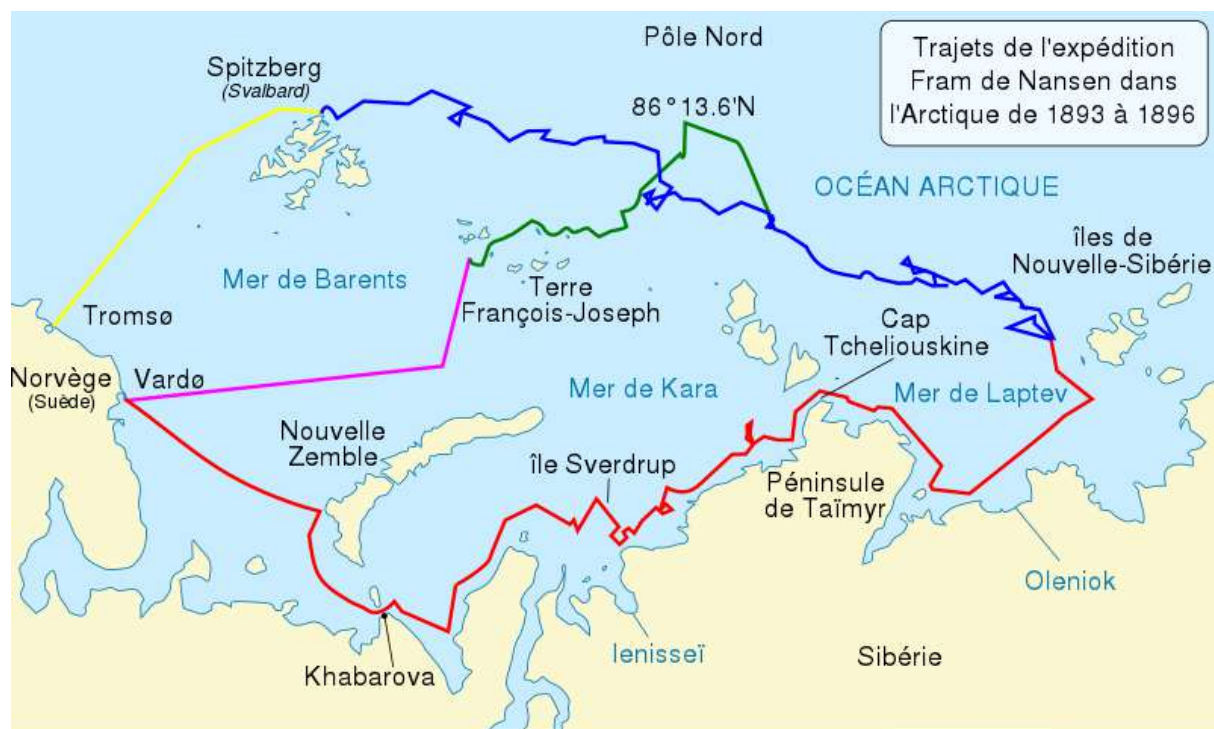 Pôle Nord
Trajets de l'expédition
Fram de Nansen dans
l'Arctique de 1893 à 1896
Spitzberg
(Svalbard)
86°13.6'N
OCÉAN ARCTIQUE
îles de
Nouvelle-Sibérie
Mer de Barents
Terre
François-Joseph
Tromsø
Cap
Tcheliouskine
Norvège
(Suède)
Vardø
Mer de Kara
Mer de Laptev
Nouvelle
Zemble
île Sverdrup
Péninsule
de Taïmyr
Oleniok
Ienisseï
Sibérie
Khabarova